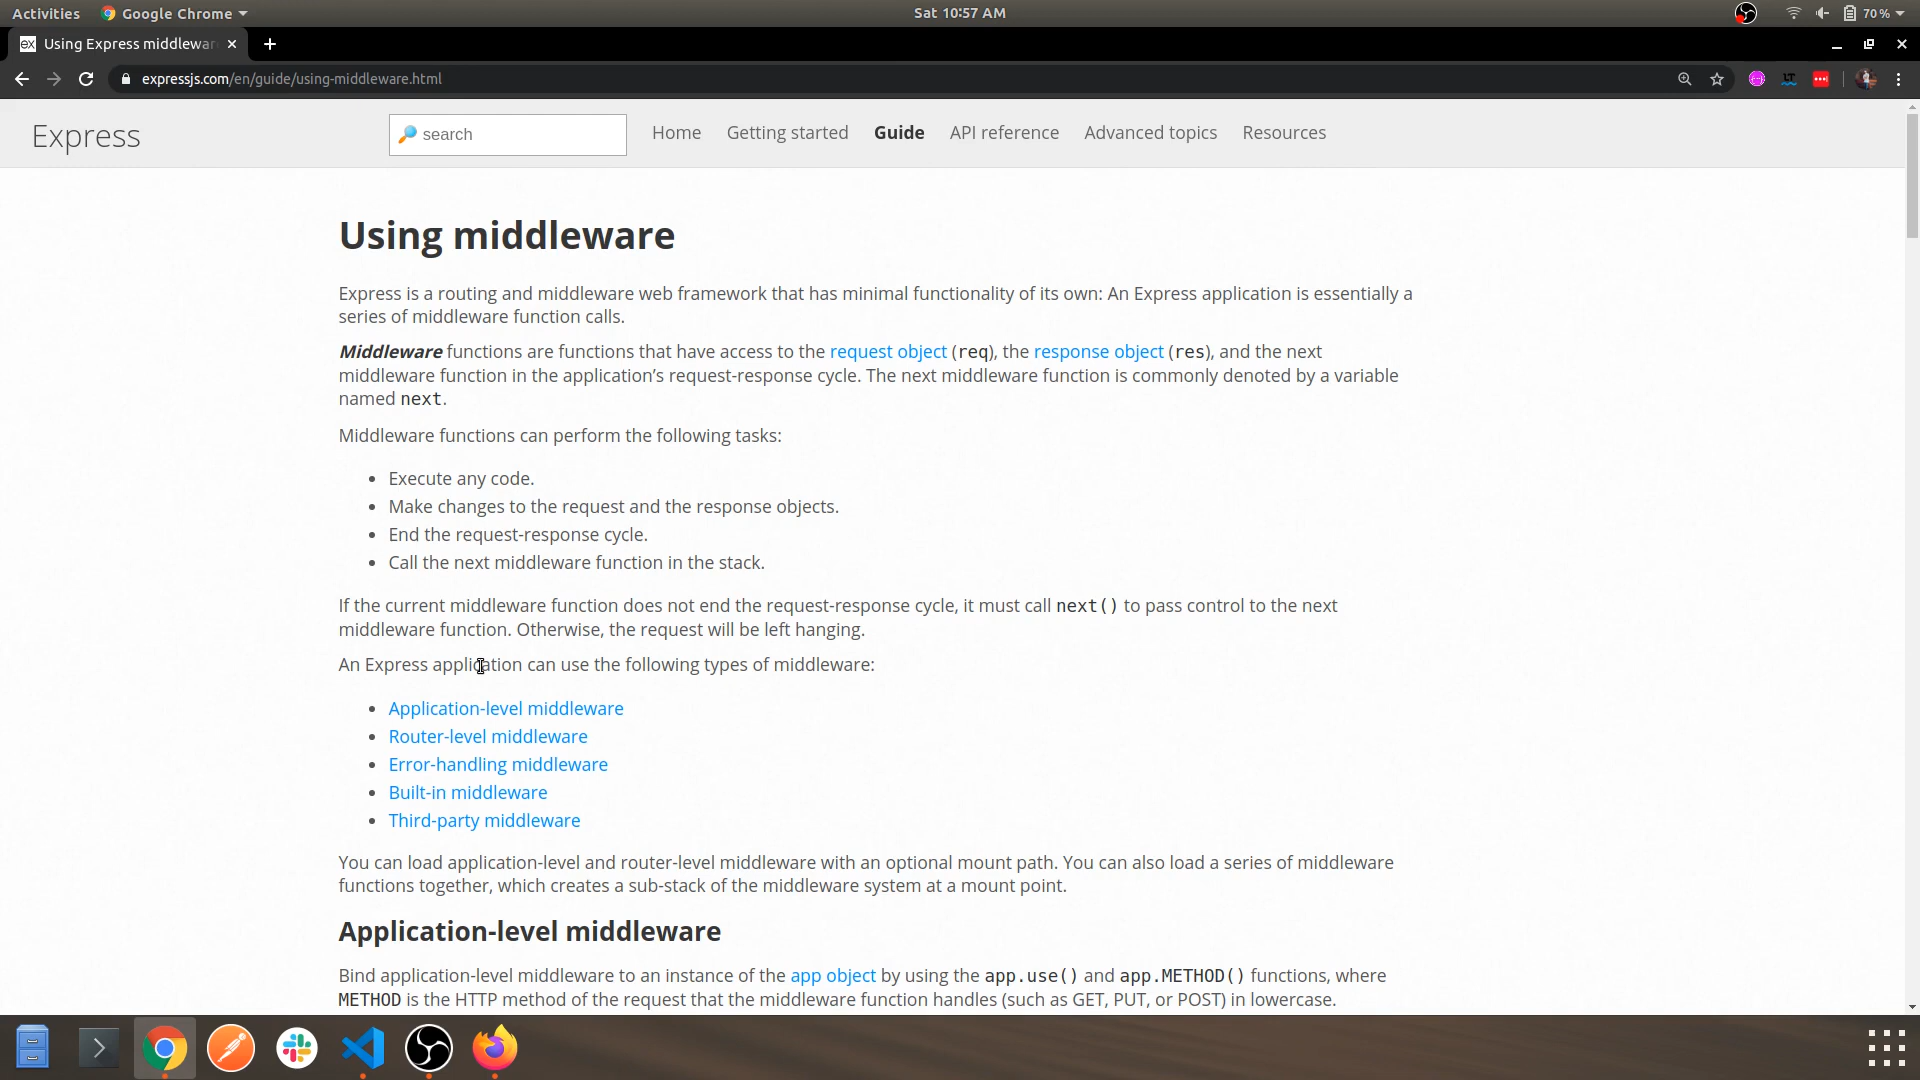 Activities Google Chrome Sat 10:57 AM 70%
Using Express middlewar
expressjs.com/en/guide/using-middleware.html
Express search Home Getting started Guide API reference Advanced topics Resources
Using middleware
Express is a routing and middleware web framework that has minimal functionality of its own: An Express application is essentially a
series of middleware function calls.
Middleware functions are functions that have access to the request object (req), the response object (res), and the next
middleware function in the application’s request-response cycle. The next middleware function is commonly denoted by a variable
named next.
Middleware functions can perform the following tasks:
• Execute any code.
• Make changes to the request and the response objects.
• End the request-response cycle.
• Call the next middleware function in the stack.
If the current middleware function does not end the request-response cycle, it must call next() to pass control to the next
middleware function. Otherwise, the request will be left hanging.
An Express application can use the following types of middleware:
• Application-level middleware
• Router-level middleware
• Error-handling middleware
• Built-in middleware
• Third-party middleware
You can load application-level and router-level middleware with an optional mount path. You can also load a series of middleware
functions together, which creates a sub-stack of the middleware system at a mount point.
Application-level middleware
Bind application-level middleware to an instance of the app object by using the app.use() and app.METHOD() functions, where
METHOD is the HTTP method of the request that the middleware function handles (such as GET, PUT, or POST) in lowercase.